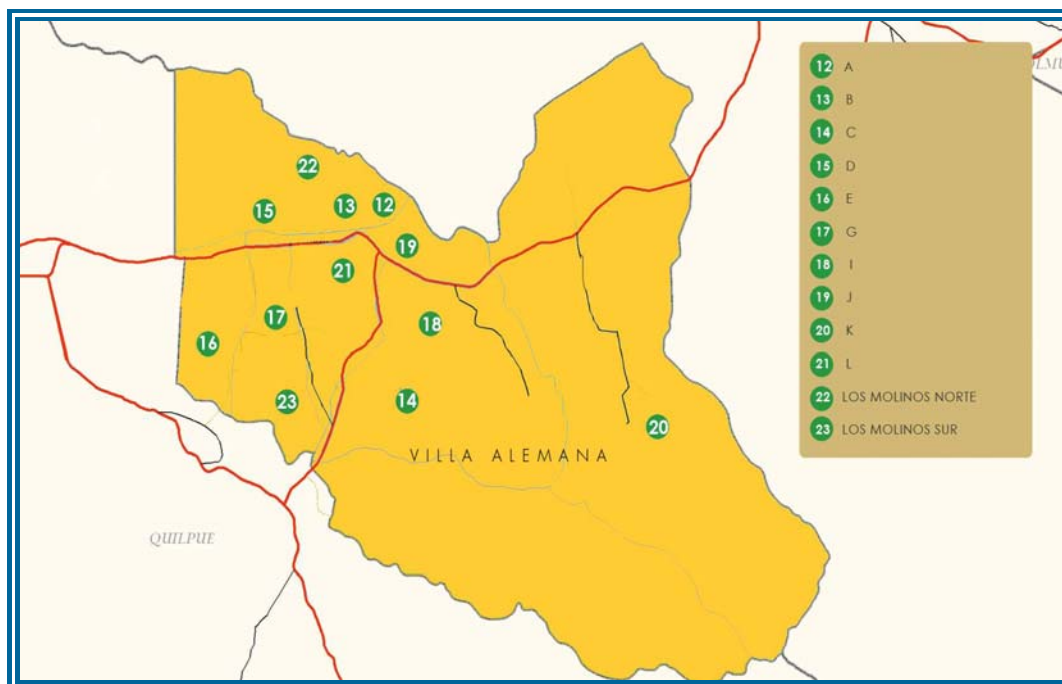 12 A
13 B
14 C
15 D
16 E
17 G
18 I
19 J
20 K
21 L
22 LOS MOLINOS NORTE
23 LOS MOLINOS SUR
22
15
13
12
19
21
17
18
16
23
14
20
VILLA ALEMANA
QUILPUE